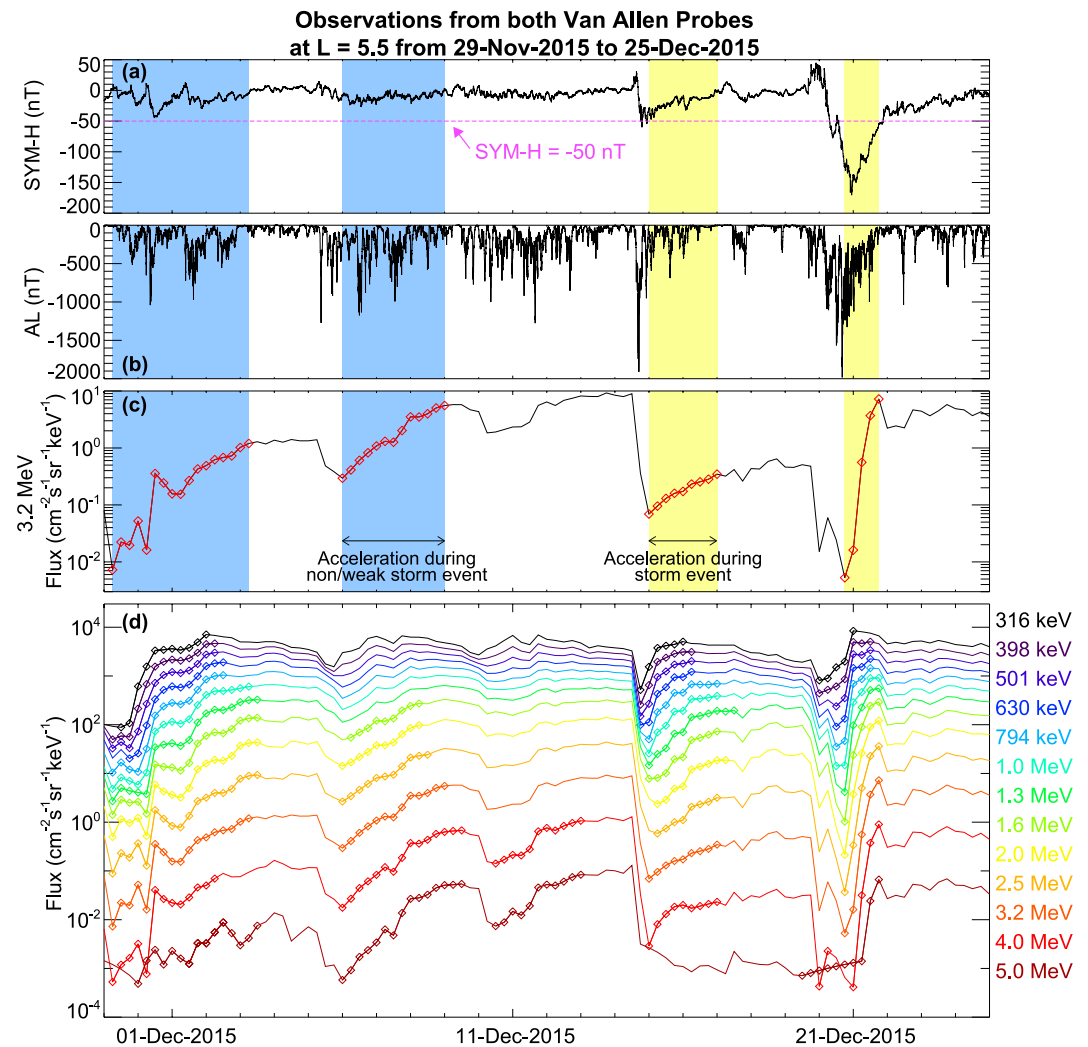 Observations from both Van Allen Probes
at L = 5.5 from 29-Nov-2015 to 25-Dec-2015
(a)
50
0
-50
-100
-150
-200
SYM-H (nT)
SYM-H = -50 nT
(b)
0
-500
-1000
-1500
-2000
AL (nT)
(c)
10^1
10^0
10^-1
10^-2
3.2 MeV
Flux (cm^-2s^-1sr^-1keV^-1)
Acceleration during
non/weak storm event
Acceleration during
storm event
(d)
10^4
10^2
10^0
10^-2
10^-4
Flux (cm^-2s^-1sr^-1keV^-1)
316 keV
398 keV
501 keV
630 keV
794 keV
1.0 MeV
1.3 MeV
1.6 MeV
2.0 MeV
2.5 MeV
3.2 MeV
4.0 MeV
5.0 MeV
01-Dec-2015
11-Dec-2015
21-Dec-2015